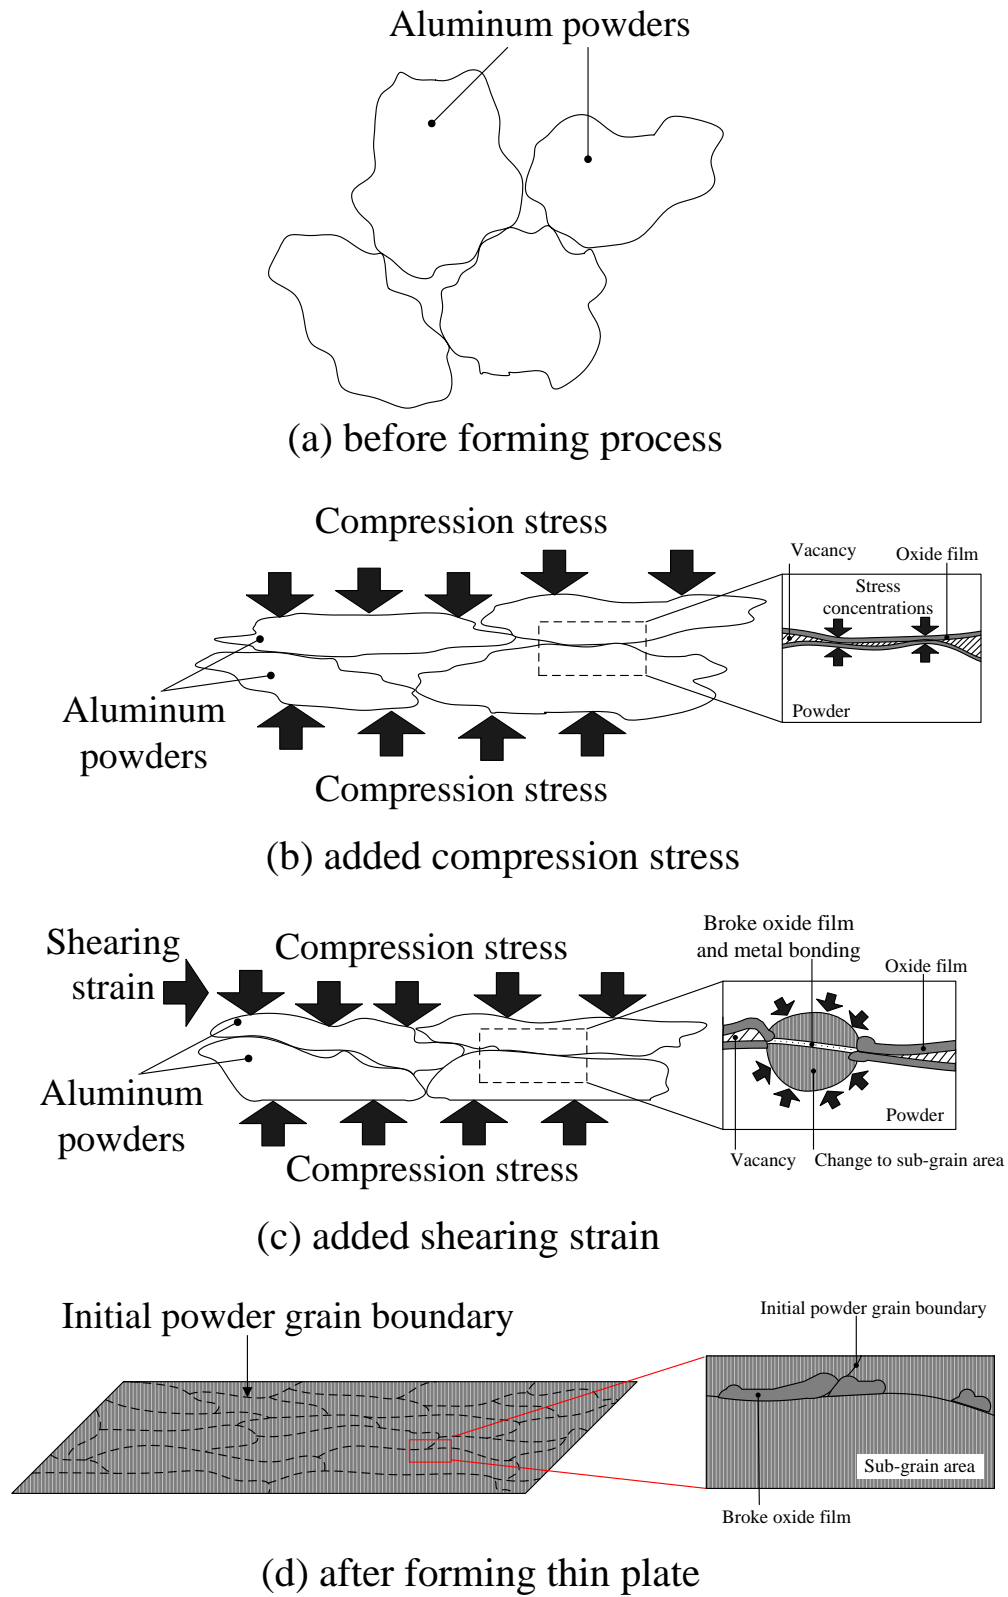 Aluminum powders
(a) before forming process
Compression stress
Vacancy
Oxide film
Stress
concentrations
Aluminum
powders
Powder
Compression stress
(b) added compression stress
Shearing
strain
Compression stress
Broke oxide film
and metal bonding
Oxide film
Aluminum
powders
Powder
Compression stress
Vacancy
Change to sub-grain area
(c) added shearing strain
Initial powder grain boundary
Initial powder grain boundary
Sub-grain area
Broke oxide film
(d) after forming thin plate